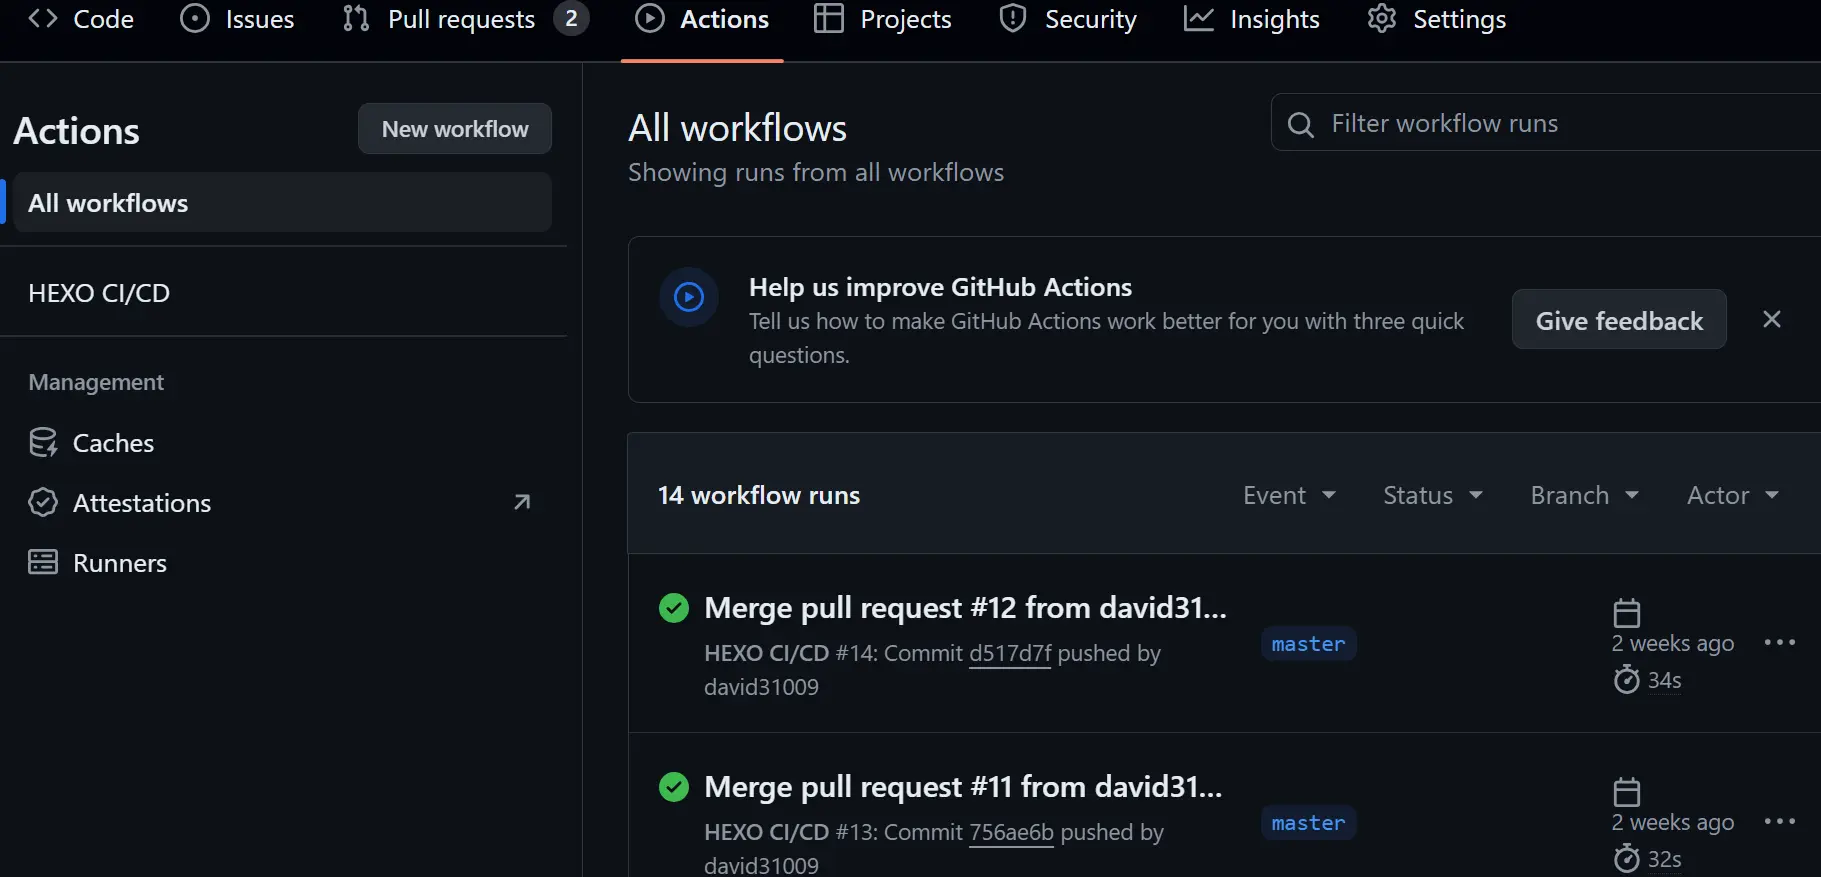 Code Issues Pull requests 2 Actions Projects Security Insights Settings
Actions
New workflow
All workflows
HEXO CI/CD
Management
Caches
Attestations
Runners
All workflows
Showing runs from all workflows
Filter workflow runs
Help us improve GitHub Actions
Tell us how to make GitHub Actions work better for you with three quick
questions.
Give feedback
14 workflow runs
Event Status Branch Actor
Merge pull request #12 from david31...
HEXO CI/CD #14: Commit d517d7f pushed by
david31009
master
2 weeks ago
34s
Merge pull request #11 from david31...
HEXO CI/CD #13: Commit 756ae6b pushed by
david31009
master
2 weeks ago
32s